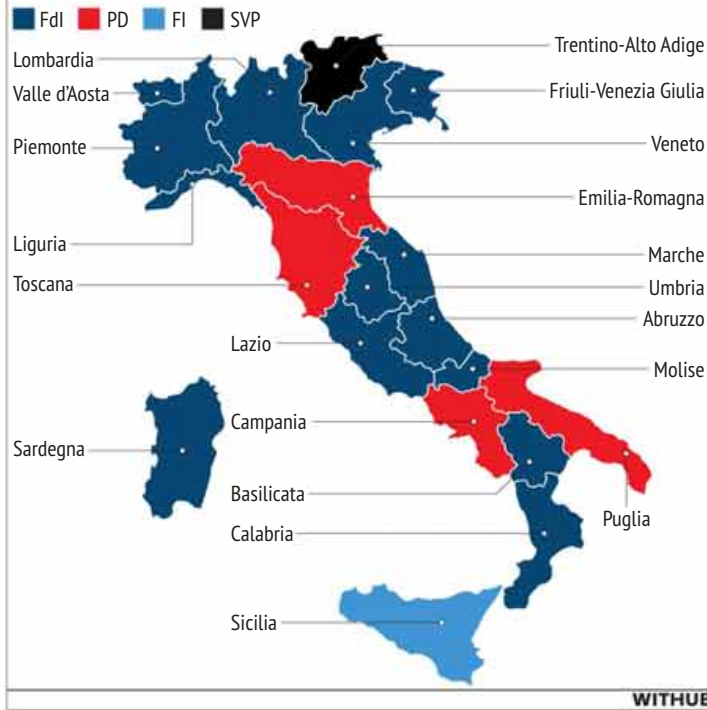 FdI PD FI SVP
Lombardia
Trentino-Alto Adige
Valle d'Aosta
Friuli-Venezia Giulia
Piemonte
Veneto
Emilia-Romagna
Liguria
Marche
Toscana
Umbria
Abruzzo
Lazio
Molise
Campania
Sardegna
Basilicata
Puglia
Calabria
Sicilia
WITHUB